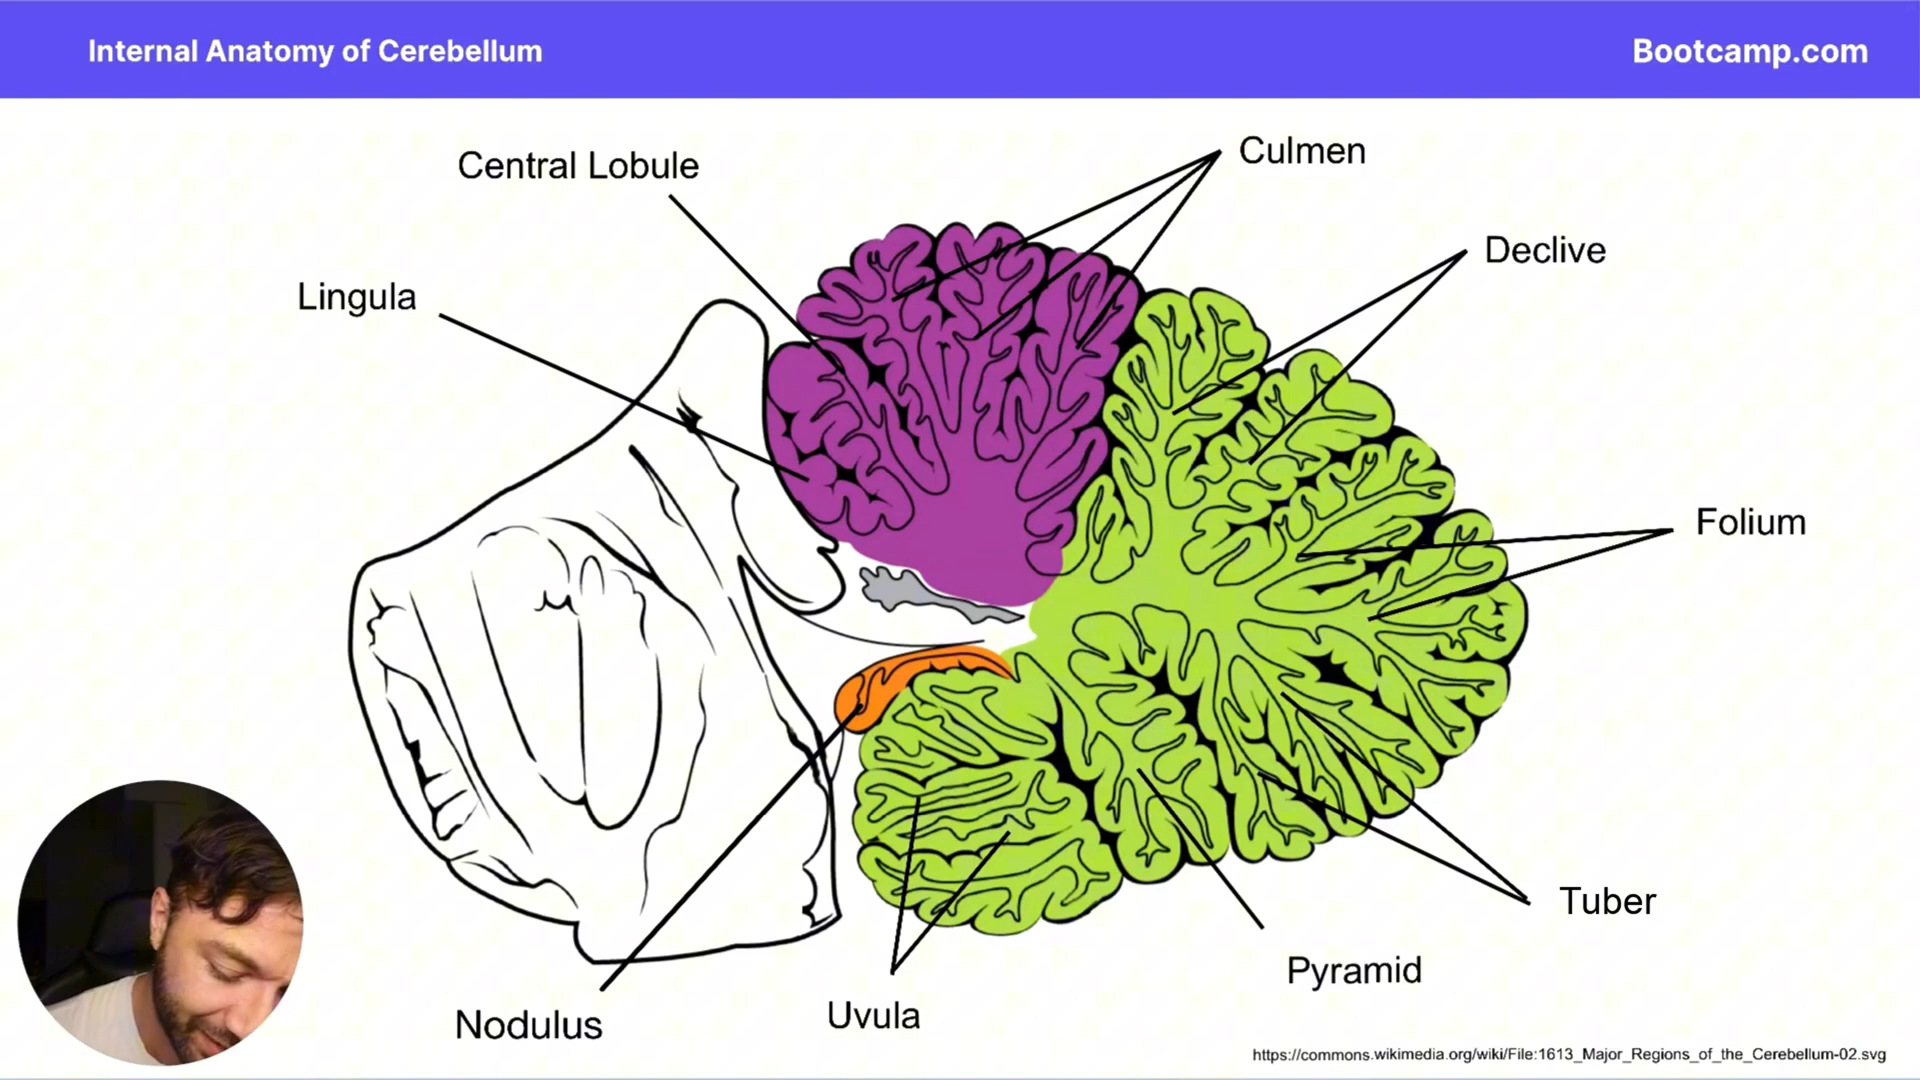 Internal Anatomy of Cerebellum
Bootcamp.com
Central Lobule
Culmen
Declive
Lingula
Folium
Tuber
Pyramid
Uvula
Nodulus
https://commons.wikimedia.org/wiki/File:1613_Major_Regions_of_the_Cerebellum-02.svg